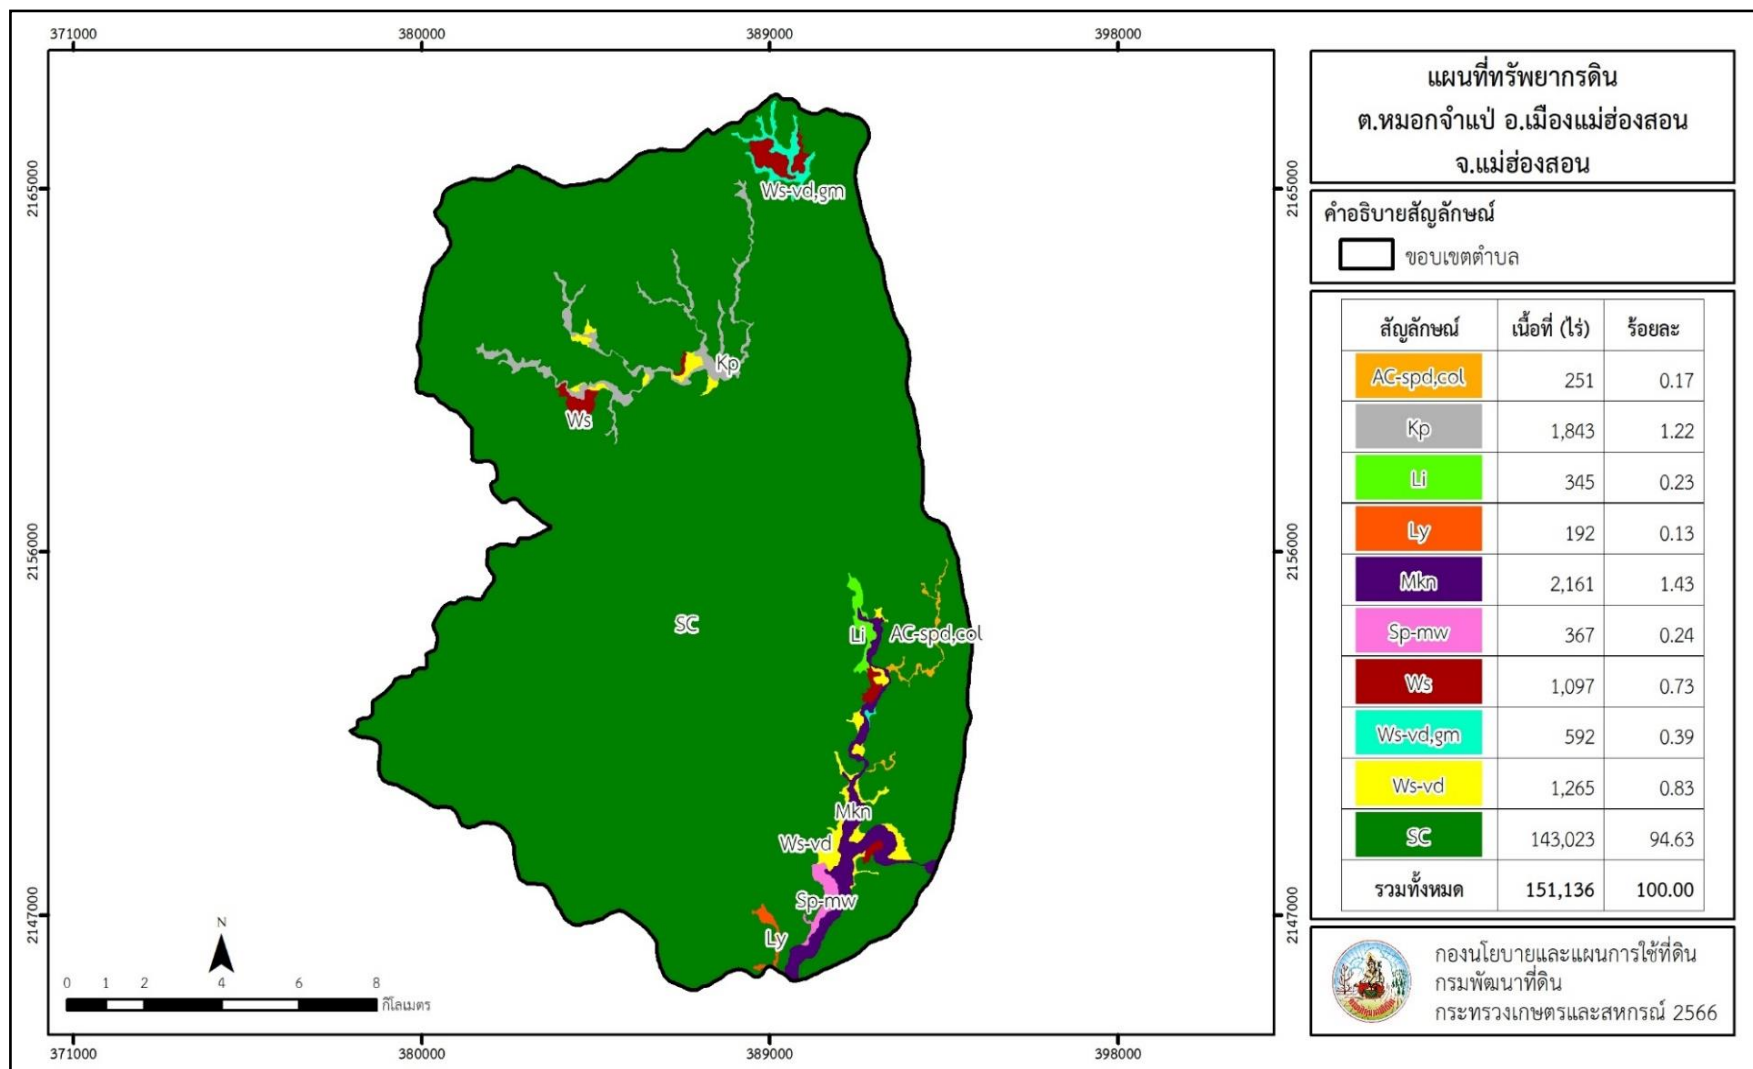 371000
380000
389000
398000
2165000
2165000
2156000
2156000
2147000
2147000
Ws-vd,gm
Kp
Ws
SC
Li
AC-spd,col
Mkn
Ws-vd
Sp-mw
Ly
N
0 1 2 4 6 8
กิโลเมตร
371000
380000
389000
398000
แผนที่ทรัพยากรดิน
ต.หมอกจำแป่ อ.เมืองแม่ฮ่องสอน
จ.แม่ฮ่องสอน
คำอธิบายสัญลักษณ์
ขอบเขตตำบล
สัญลักษณ์ เนื้อที่ (ไร่) ร้อยละ
AC-spd,col 251 0.17
Kp 1,843 1.22
Li 345 0.23
Ly 192 0.13
Mkn 2,161 1.43
Sp-mw 367 0.24
Ws 1,097 0.73
Ws-vd,gm 592 0.39
Ws-vd 1,265 0.83
SC 143,023 94.63
รวมทั้งหมด 151,136 100.00
กองนโยบายและแผนการใช้ที่ดิน
กรมพัฒนาที่ดิน
กระทรวงเกษตรและสหกรณ์ 2566